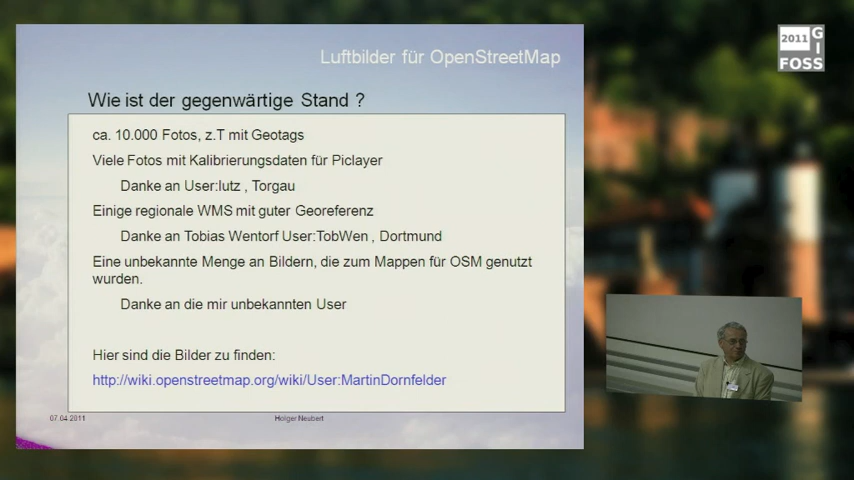 Luftbilder für OpenStreetMap
Wie ist der gegenwärtige Stand ?
ca. 10.000 Fotos, z.T mit Geotags
Viele Fotos mit Kalibrierungsdaten für Piclayer
Danke an User:lutz , Torgau
Einige regionale WMS mit guter Georeferenz
Danke an Tobias Wentorf User:TobWen , Dortmund
Eine unbekannte Menge an Bildern, die zum Mappen für OSM genutzt
wurden.
Danke an die mir unbekannten User
Hier sind die Bilder zu finden:
http://wiki.openstreetmap.org/wiki/User:MartinDornfelder
07.04.2011
Holger Neubert
2011
G
I
FOSS